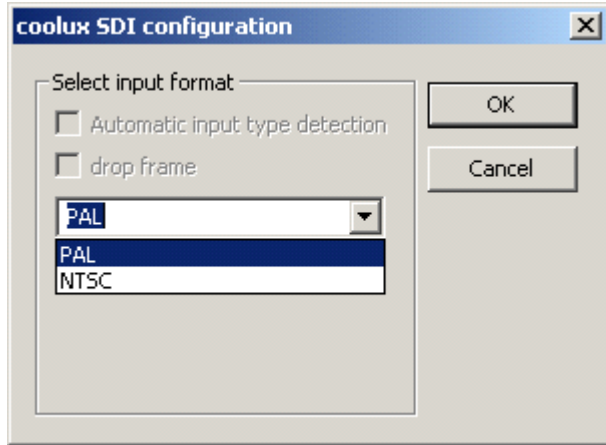 coolux SDI configuration
Select input format
Automatic input type detection
drop frame
PAL
PAL
NTSC
OK
Cancel